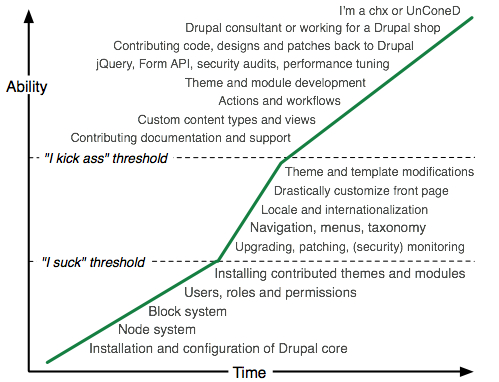 I'm a chx or UnConeD
Drupal consultant or working for a Drupal shop
Contributing code, designs and patches back to Drupal
jQuery, Form API, security audits, performance tuning
Ability
Theme and module development
Actions and workflows
Custom content types and views
Contributing documentation and support
"I kick ass" threshold
Theme and template modifications
Drastically customize front page
Locale and internationalization
Navigation, menus, taxonomy
Upgrading, patching, (security) monitoring
"I suck" threshold
Installing contributed themes and modules
Users, roles and permissions
Block system
Node system
Installation and configuration of Drupal core
Time